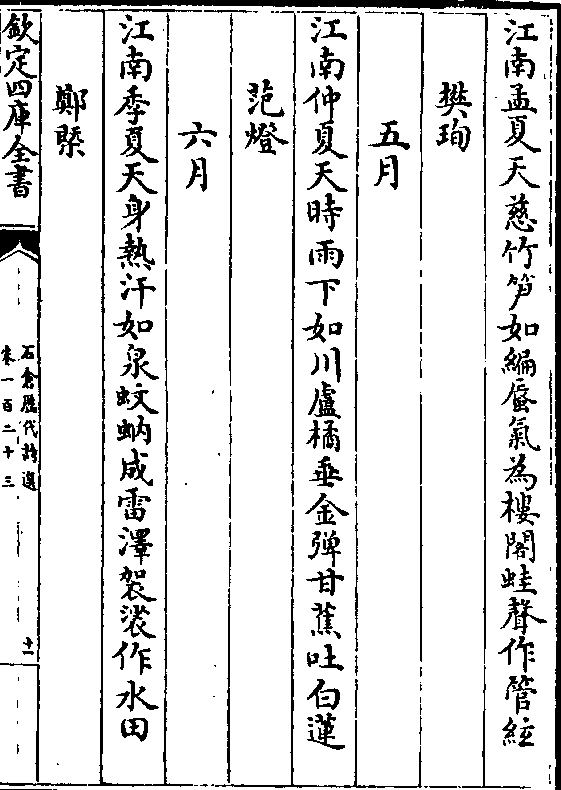 江南孟夏天慈竹笋如編蜃氣為樓閣蛙聲作管絃
樊珣
五月
江南仲夏天時雨下如川盧橘垂金彈甘蕉吐白蓮
范燈
六月
江南季夏天身熱汗如泉蚊蚋成雷澤袈裟作水田
鄭槩
欽定四庫全書
石倉歷代詩選
卷一百二十三
十一